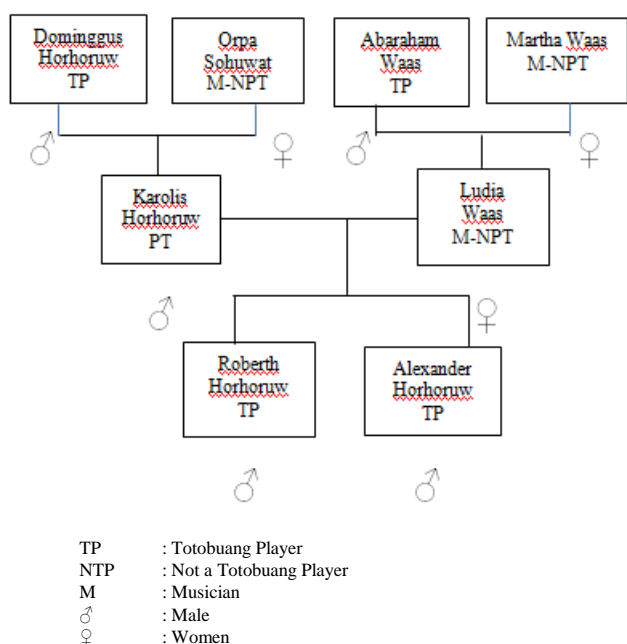 Dominggus
Horhoruw
TP
Orpa
Sohuwat
M-NPT
Abaraham
Waas
TP
Martha Waas
M-NPT
♂
♀
♂
♀
Karolis
Horhoruw
PT
Ludia
Waas
M-NPT
♂
♀
Roberth
Horhoruw
TP
Alexander
Horhoruw
TP
♂
♂
TP : Totobuang Player
NTP : Not a Totobuang Player
M : Musician
♂ : Male
♀ : Women